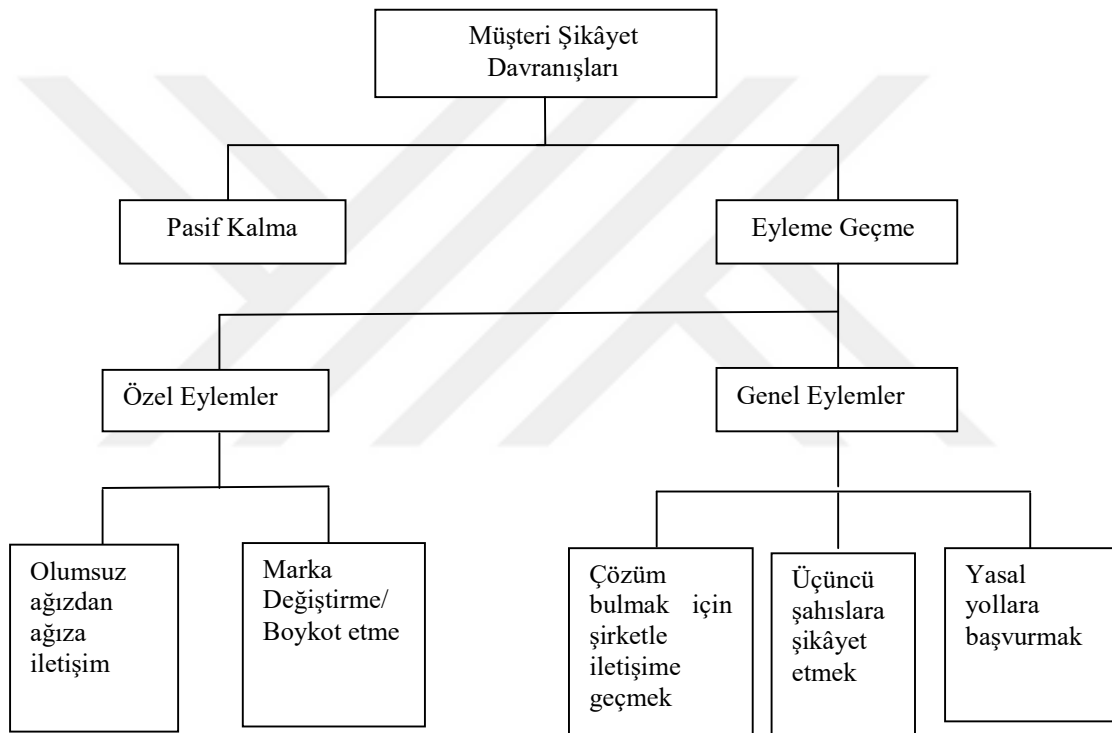 Müşteri Şikâyet
Davranışları
Pasif Kalma
Eyleme Geçme
Özel Eylemler
Genel Eylemler
Olumsuz
ağızdan
ağıza
iletişim
Marka
Değiştirme/
Boykot etme
Çözüm
bulmak için
şirketle
iletişime
geçmek
Üçüncü
şahıslara
şikâyet
etmek
Yasal
yollara
başvurmak